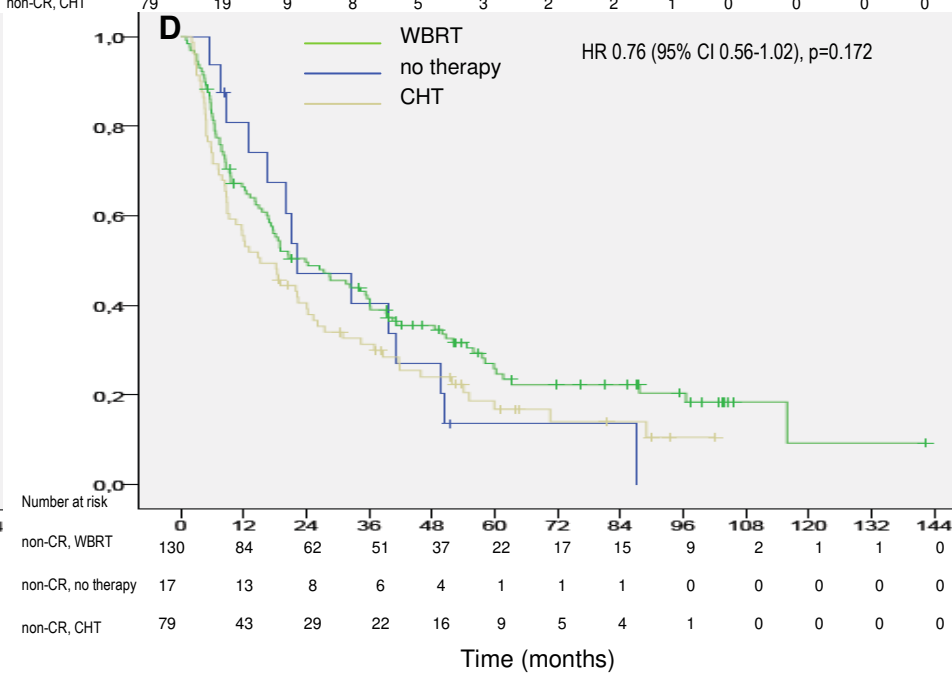 non-CR, CHT 79 19 9 8 5 3 2 2 1 0 0 0 0
D
1,0
WBRT
HR 0.76 (95% CI 0.56-1.02), p=0.172
no therapy
CHT
0,8
0,6
0,4
0,2
0,0
Number at risk
0 12 24 36 48 60 72 84 96 108 120 132 144
non-CR, WBRT 130 84 62 51 37 22 17 15 9 2 1 1 0
non-CR, no therapy 17 13 8 6 4 1 1 1 0 0 0 0 0
non-CR, CHT 79 43 29 22 16 9 5 4 1 0 0 0 0
Time (months)